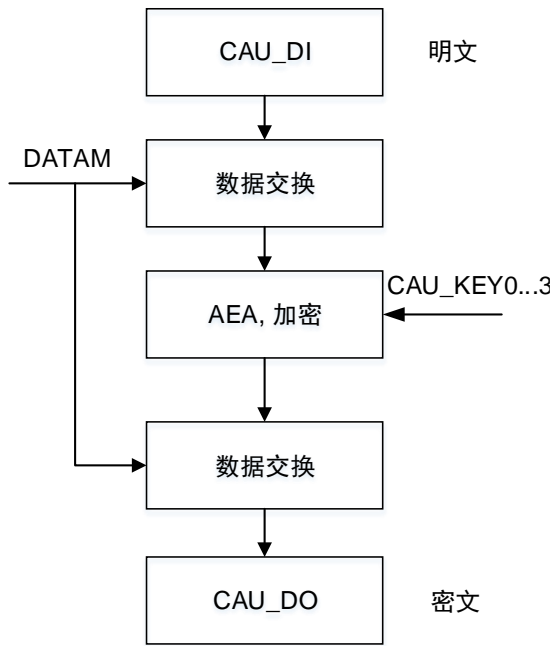 CAU_DI
明文
DATAM
数据交换
CAU_KEY0...3
AEA, 加密
数据交换
CAU_DO
密文